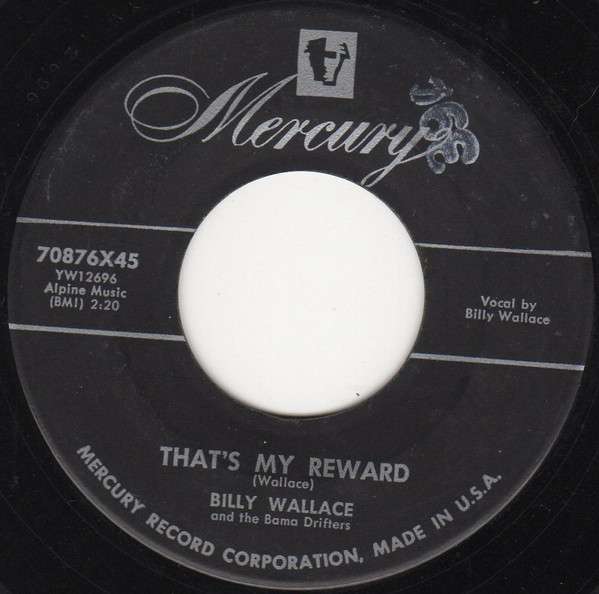 Mercury
70876X45
YW12696
Alpine Music
(BMI) 2:20
Vocal by
Billy Wallace
THAT'S MY REWARD
(Wallace)
BILLY WALLACE
and the Bama Drifters
MERCURY RECORD CORPORATION, MADE IN U.S.A.